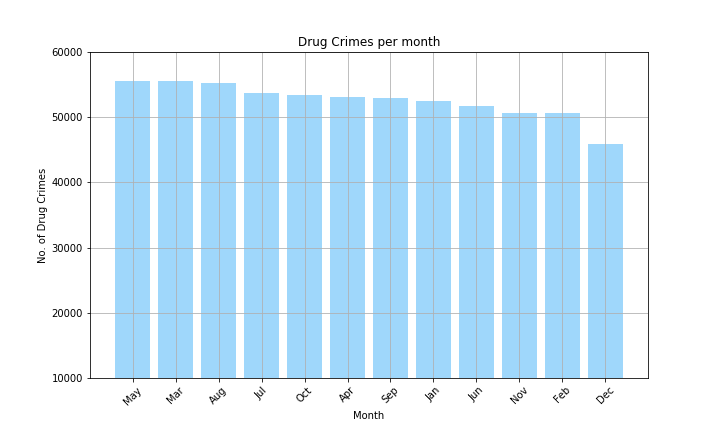 Drug Crimes per month
60000
50000
40000
30000
20000
10000
No. of Drug Crimes
May Mar Aug Jul Oct Apr Sep Jan Jun Nov Feb Dec
Month